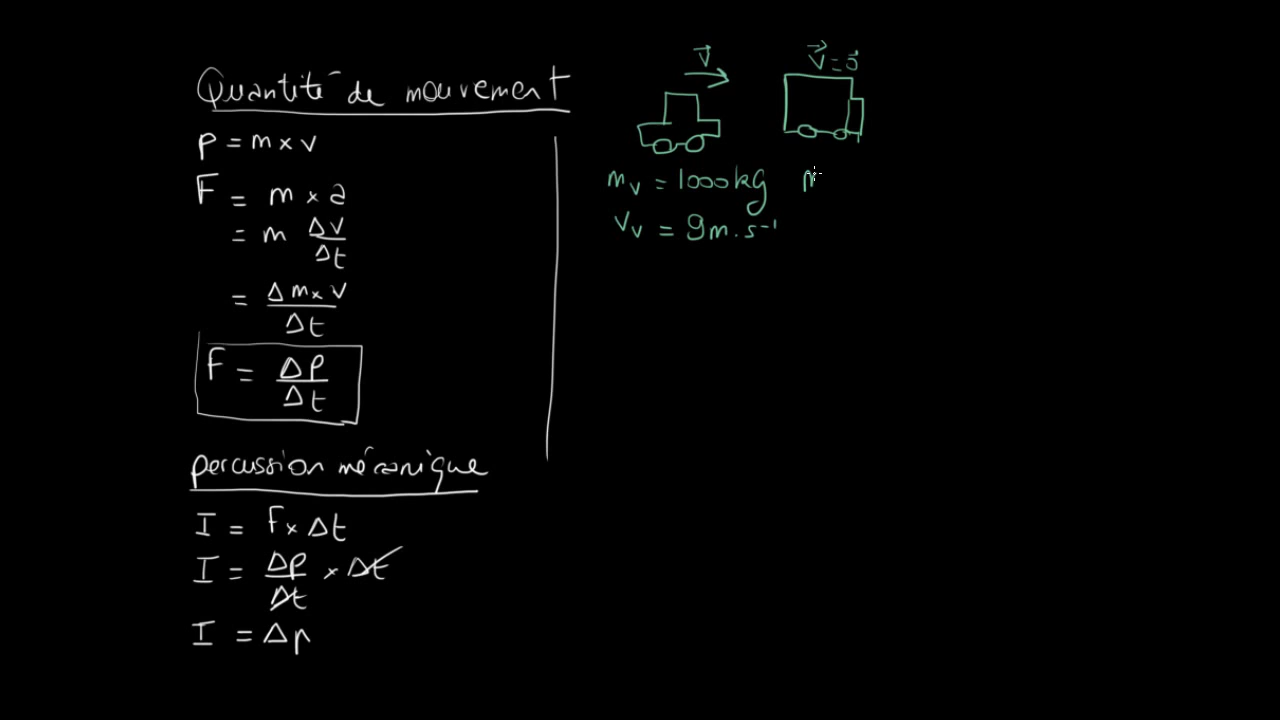 Quantité de mouvement
p = m x v
F = m x a
= m Δv/Δt
= Δ m x v/Δt
F = Δp/Δt
percussion mécanique
I = F x Δt
I = Δp/Δt x Δt
I = Δp
v⃗
v⃗ = 0⃗
m_v = 1000 kg
m
v_v = 9 m.s⁻¹